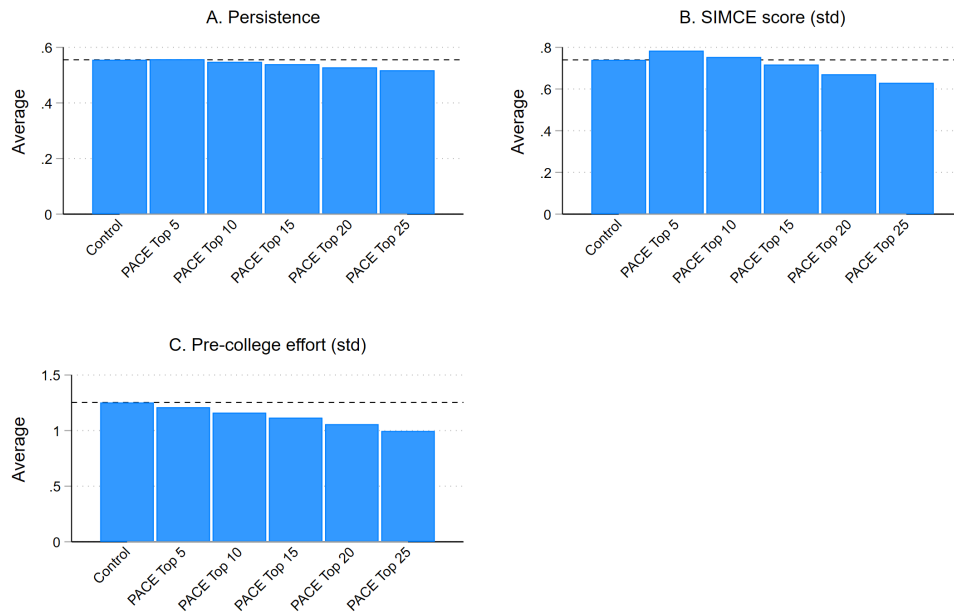 A. Persistence
Average
.6
.4
.2
0
Control
PACE Top 5
PACE Top 10
PACE Top 15
PACE Top 20
PACE Top 25
B. SIMCE score (std)
Average
.8
.6
.4
.2
0
Control
PACE Top 5
PACE Top 10
PACE Top 15
PACE Top 20
PACE Top 25
C. Pre-college effort (std)
Average
1.5
1
.5
0
Control
PACE Top 5
PACE Top 10
PACE Top 15
PACE Top 20
PACE Top 25